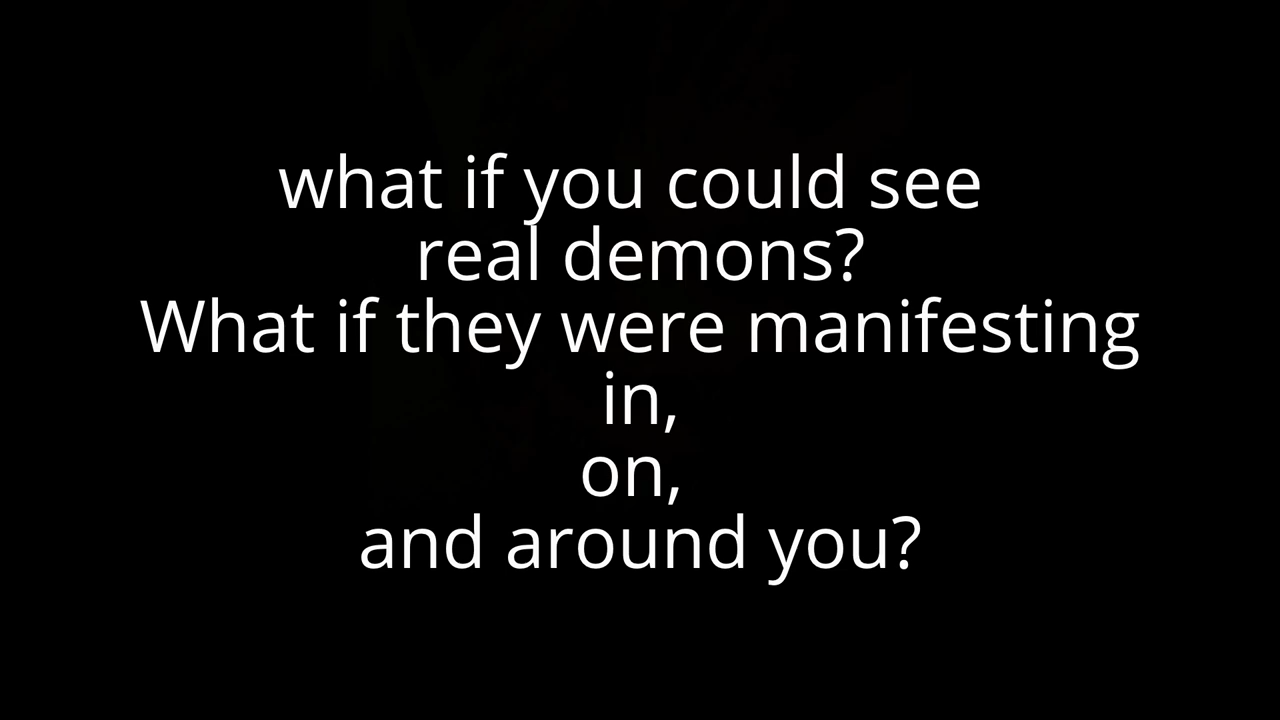 what if you could see
real demons?
What if they were manifesting
in,
on,
and around you?